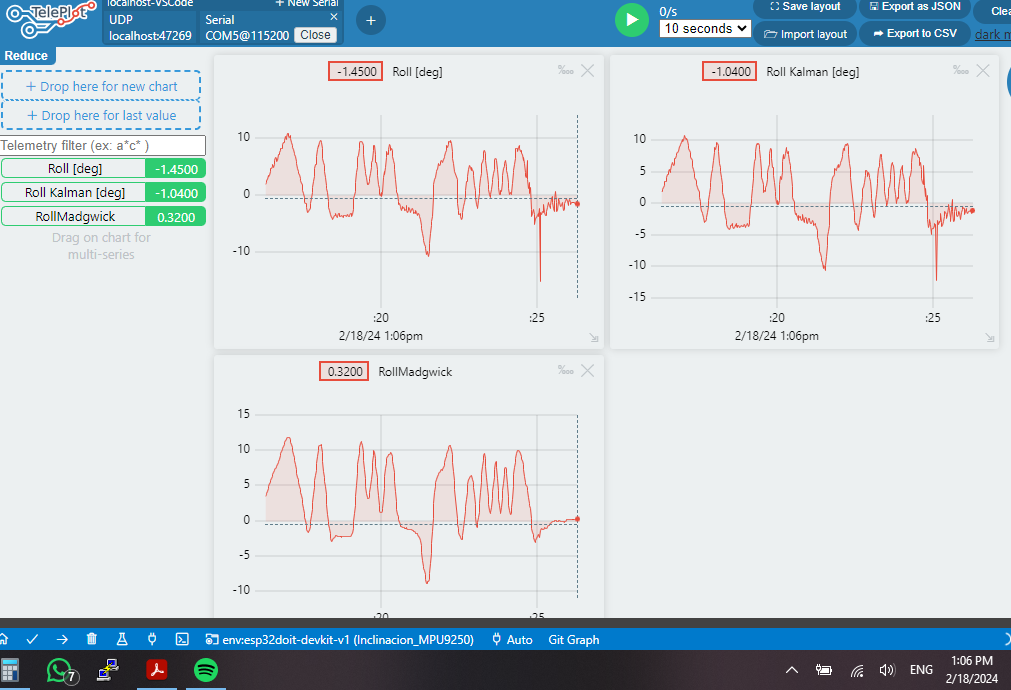 TelePlot
localhost-VSCode
UDP
localhost:47269
+ New Serial
Serial
COM5@115200 Close
+
0/s
10 seconds
Save layout
Import layout
Export as JSON
Export to CSV
Clea
dark m
Reduce
+ Drop here for new chart
+ Drop here for last value
Telemetry filter (ex: a*c* )
Roll [deg] -1.4500
Roll Kalman [deg] -1.0400
RollMadgwick 0.3200
Drag on chart for
multi-series
-1.4500 Roll [deg]
10
0
-10
:20 :25
2/18/24 1:06pm
-1.0400 Roll Kalman [deg]
10
5
0
-5
-10
-15
:20 :25
2/18/24 1:06pm
0.3200 RollMadgwick
15
10
5
0
-5
-10
:20 :25
env:esp32doit-devkit-v1 (Inclinacion_MPU9250) Auto Git Graph
7
ENG
1:06 PM
2/18/2024